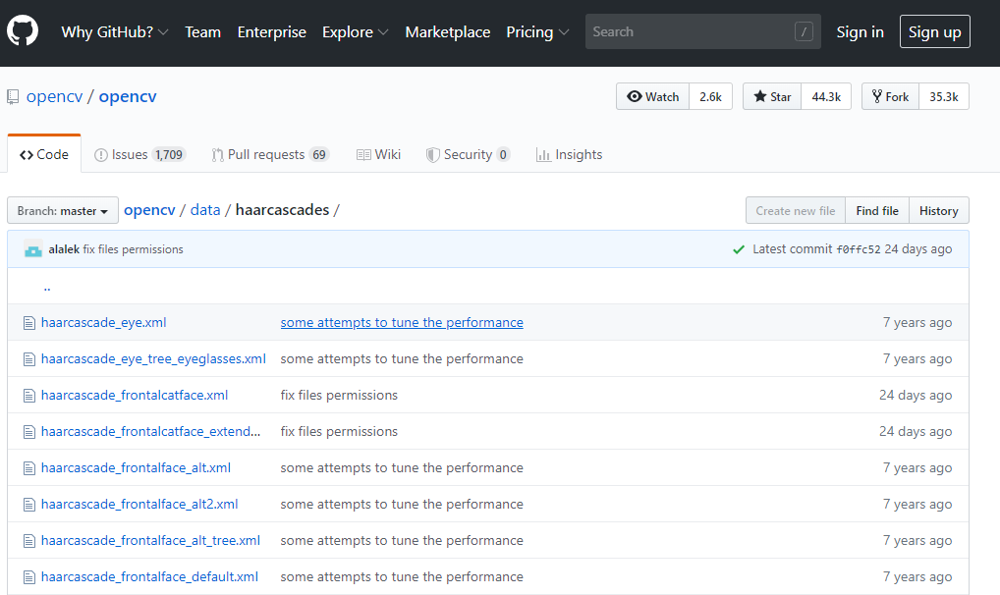 Why GitHub? Team Enterprise Explore Marketplace Pricing Search / Sign in Sign up
opencv / opencv Watch 2.6k Star 44.3k Fork 35.3k
Code Issues 1,709 Pull requests 69 Wiki Security 0 Insights
Branch: master opencv / data / haarcascades / Create new file Find file History
alalek fix files permissions Latest commit f0ffc52 24 days ago
..
haarcascade_eye.xml some attempts to tune the performance 7 years ago
haarcascade_eye_tree_eyeglasses.xml some attempts to tune the performance 7 years ago
haarcascade_frontalcatface.xml fix files permissions 24 days ago
haarcascade_frontalcatface_extend... fix files permissions 24 days ago
haarcascade_frontalface_alt.xml some attempts to tune the performance 7 years ago
haarcascade_frontalface_alt2.xml some attempts to tune the performance 7 years ago
haarcascade_frontalface_alt_tree.xml some attempts to tune the performance 7 years ago
haarcascade_frontalface_default.xml some attempts to tune the performance 7 years ago